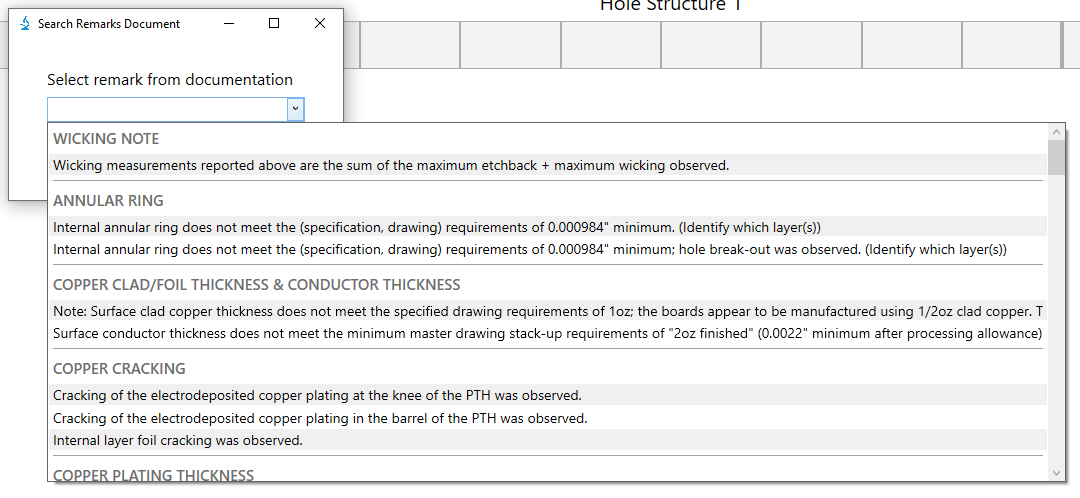 Hole Structure 1
Search Remarks Document
Select remark from documentation
WICKING NOTE
Wicking measurements reported above are the sum of the maximum etchback + maximum wicking observed.
ANNULAR RING
Internal annular ring does not meet the (specification, drawing) requirements of 0.000984" minimum. (Identify which layer(s))
Internal annular ring does not meet the (specification, drawing) requirements of 0.000984" minimum; hole break-out was observed. (Identify which layer(s))
COPPER CLAD/FOIL THICKNESS & CONDUCTOR THICKNESS
Note: Surface clad copper thickness does not meet the specified drawing requirements of 1oz; the boards appear to be manufactured using 1/2oz clad copper. T
Surface conductor thickness does not meet the minimum master drawing stack-up requirements of "2oz finished" (0.0022" minimum after processing allowance)
COPPER CRACKING
Cracking of the electrodeposited copper plating at the knee of the PTH was observed.
Cracking of the electrodeposited copper plating in the barrel of the PTH was observed.
Internal layer foil cracking was observed.
COPPER PLATING THICKNESS